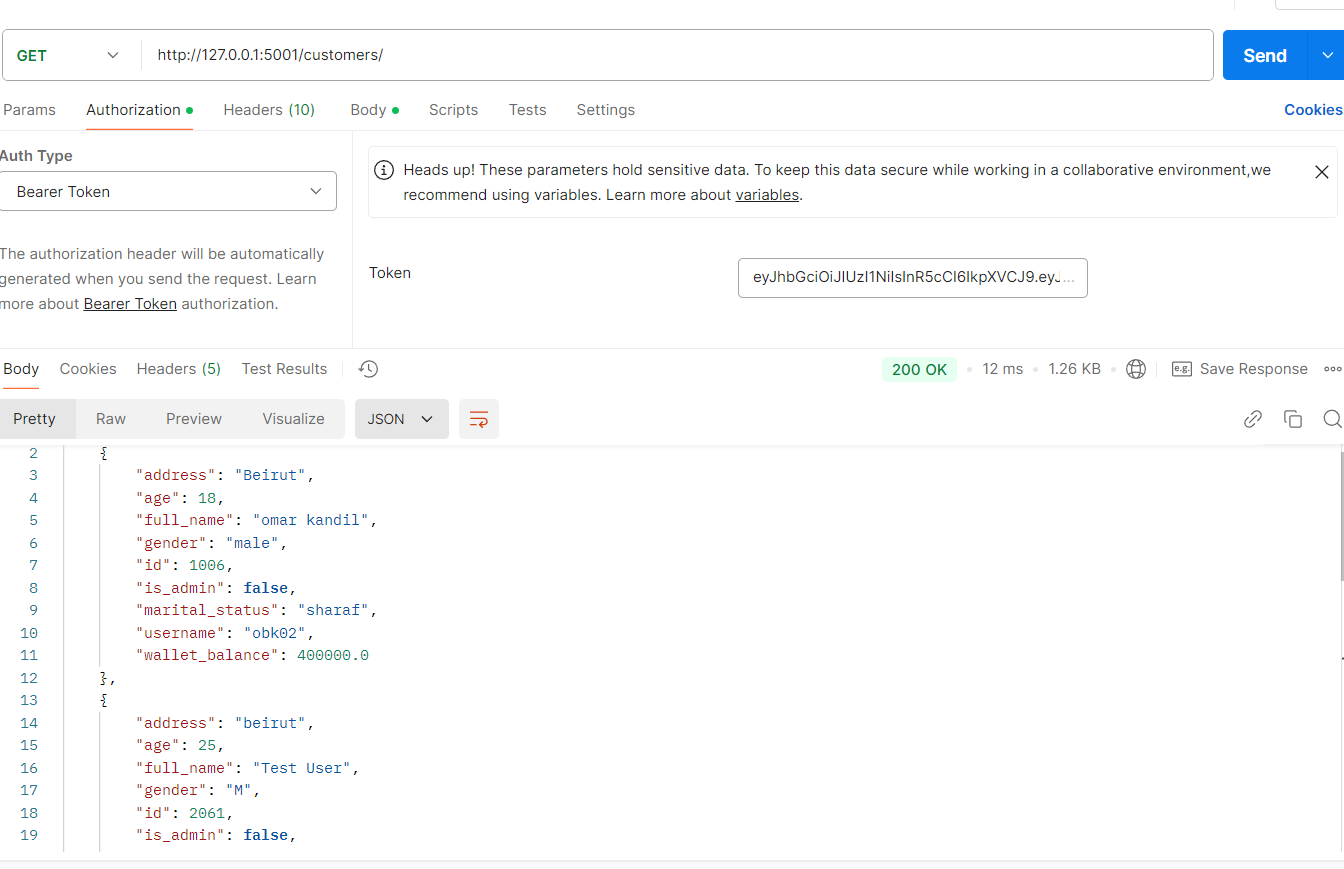 GET http://127.0.0.1:5001/customers/ Send
Params Authorization Headers (10) Body Scripts Tests Settings Cookies
Auth Type
Bearer Token
The authorization header will be automatically
generated when you send the request. Learn
more about Bearer Token authorization.
Heads up! These parameters hold sensitive data. To keep this data secure while working in a collaborative environment,we
recommend using variables. Learn more about variables.
Token eyJhbGciOiJIUzI1NiIsInR5cCI6IkpXVCJ9.eyJ...
Body Cookies Headers (5) Test Results 200 OK 12 ms 1.26 KB e.g. Save Response
Pretty Raw Preview Visualize JSON
2 {
3 "address": "Beirut",
4 "age": 18,
5 "full_name": "omar kandil",
6 "gender": "male",
7 "id": 1006,
8 "is_admin": false,
9 "marital_status": "sharaf",
10 "username": "obk02",
11 "wallet_balance": 400000.0
12 },
13 {
14 "address": "beirut",
15 "age": 25,
16 "full_name": "Test User",
17 "gender": "M",
18 "id": 2061,
19 "is_admin": false,